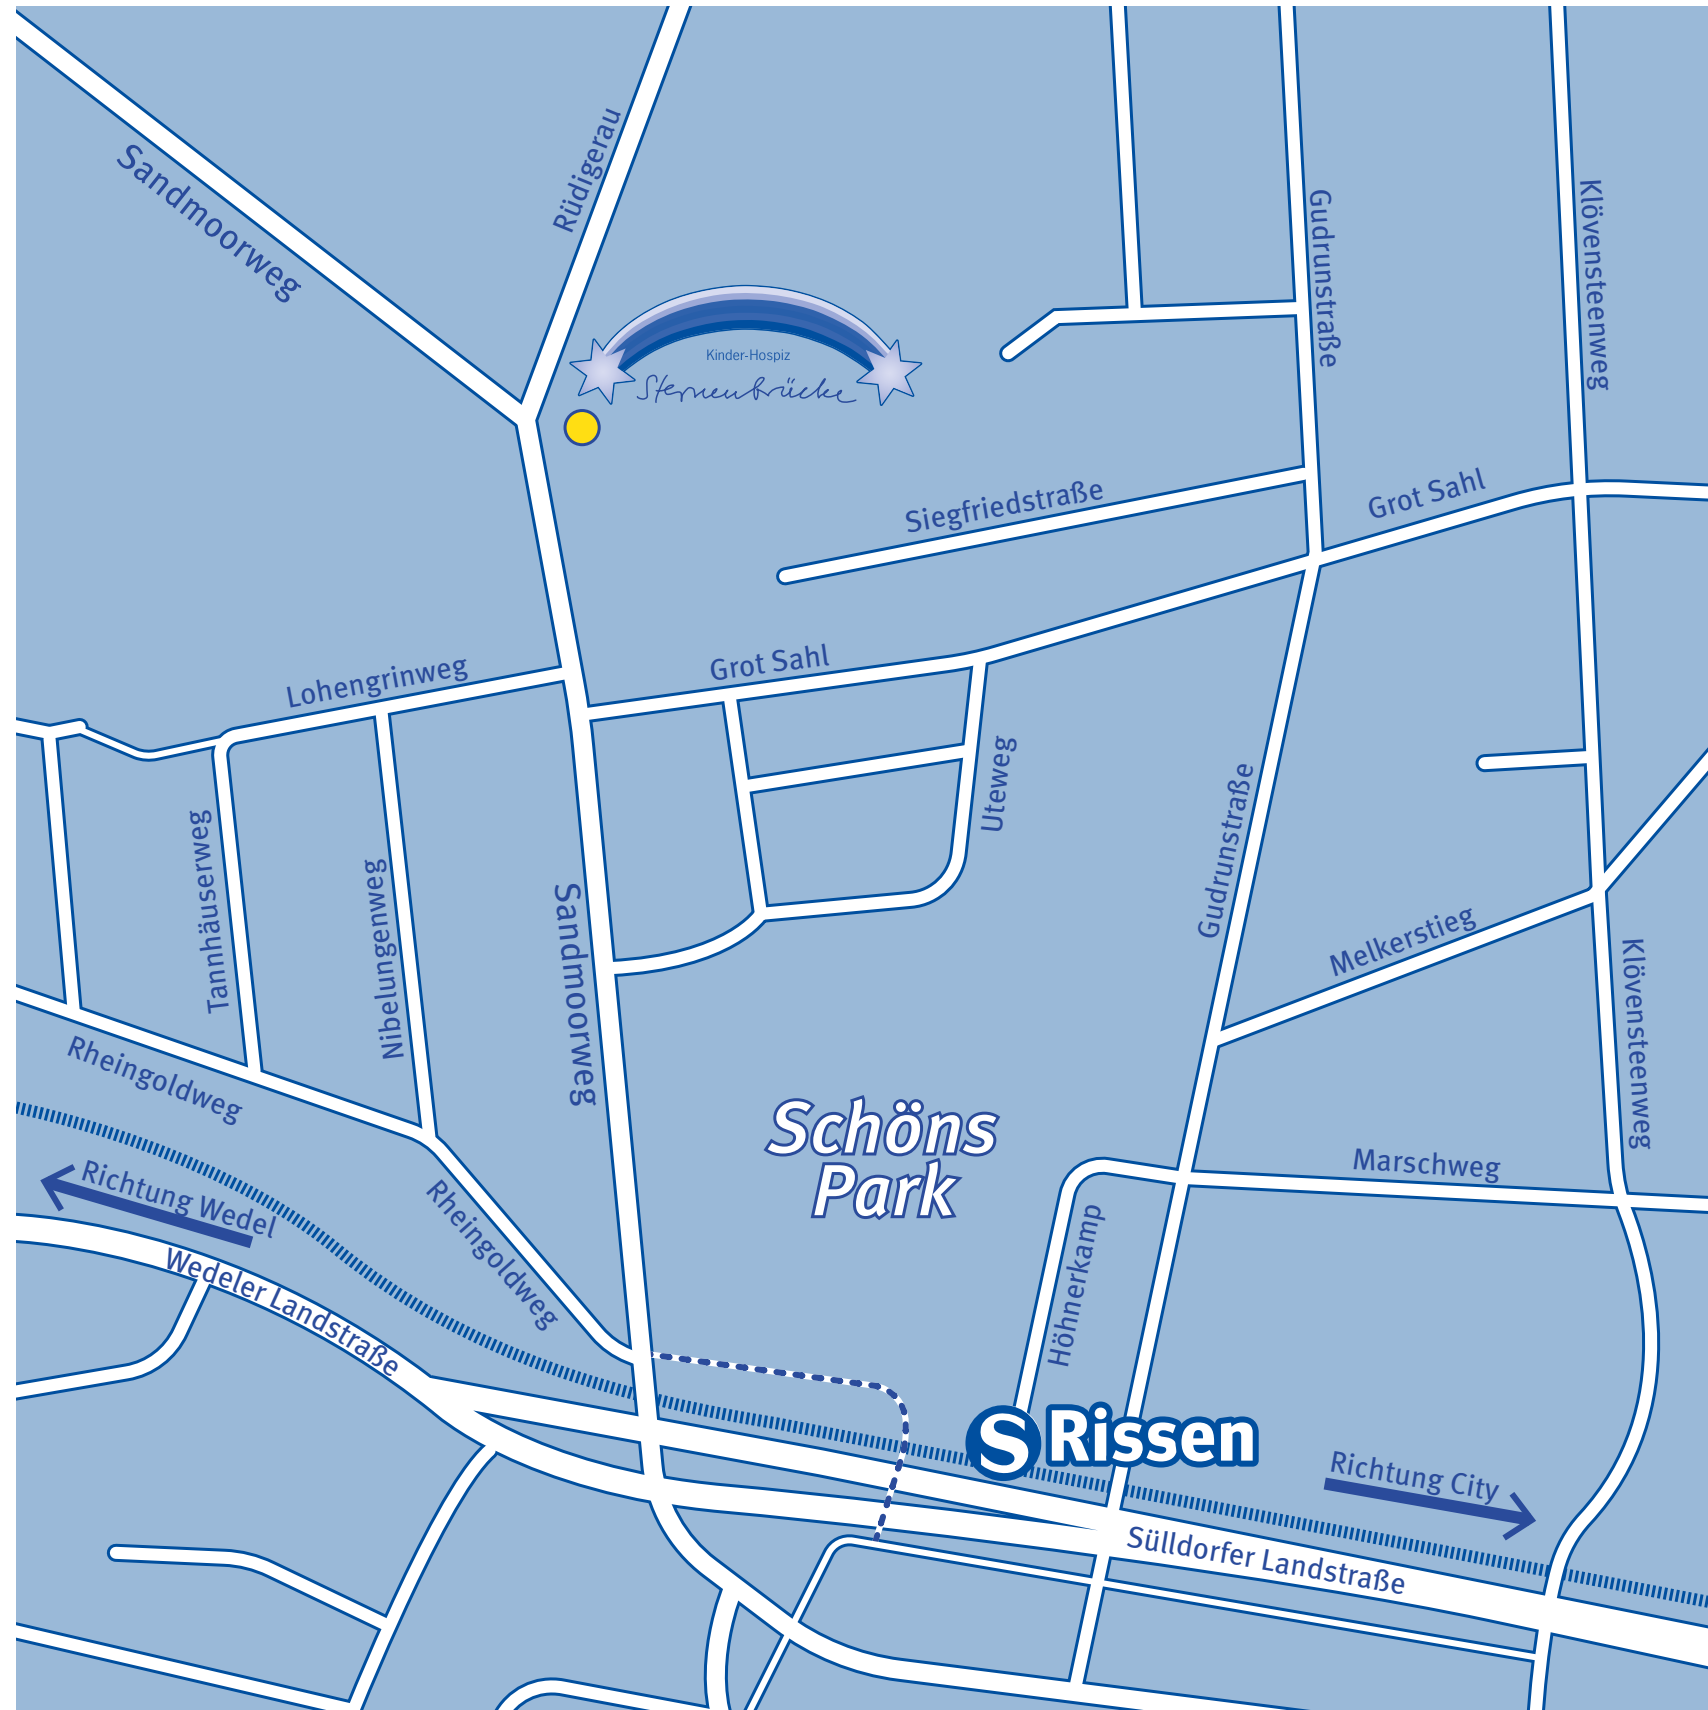 Rüdigerau
Sandmoorweg
Gudrunstraße
Klövensteenweg
Kinder-Hospiz
Sternenbrücke
Siegfriedstraße
Grot Sahl
Grot Sahl
Lohengrinweg
Uteweg
Gudrunstraße
Tannhäuserweg
Nibelungenweg
Sandmoorweg
Melkerstieg
Klövensteenweg
Rheingoldweg
Schöns
Park
Marschweg
Richtung Wedel
Rheingoldweg
Höhnerkamp
Wedeler Landstraße
S Rissen
Richtung City
Sülldorfer Landstraße